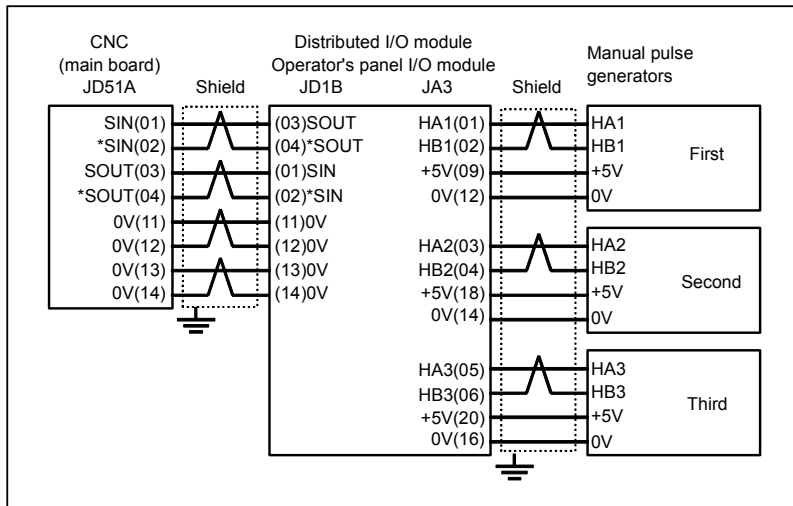 CNC
(main board)
JD51A
Shield
Distributed I/O module
Operator's panel I/O module
JD1B
JA3
Shield
Manual pulse
generators
SIN(01)
*SIN(02)
SOUT(03)
*SOUT(04)
0V(11)
0V(12)
0V(13)
0V(14)
(03)SOUT
(04)*SOUT
(01)SIN
(02)*SIN
(11)0V
(12)0V
(13)0V
(14)0V
HA1(01)
HB1(02)
+5V(09)
0V(12)
HA2(03)
HB2(04)
+5V(18)
0V(14)
HA3(05)
HB3(06)
+5V(20)
0V(16)
HA1
HB1
+5V
0V
First
HA2
HB2
+5V
0V
Second
HA3
HB3
+5V
0V
Third